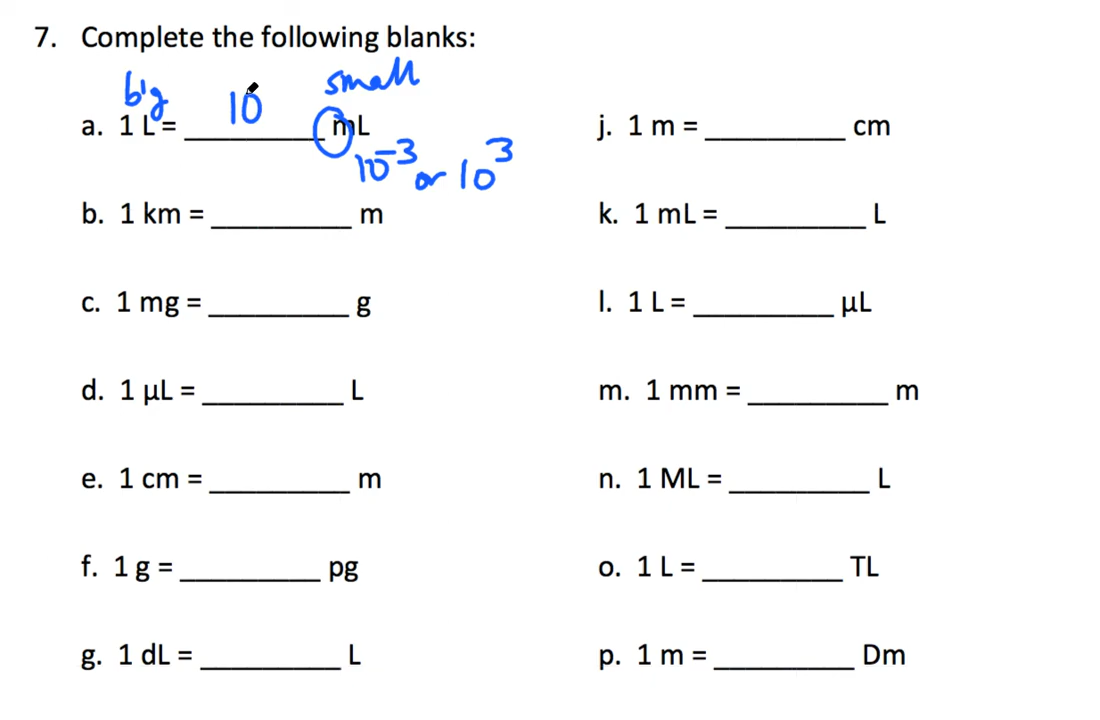 7. Complete the following blanks:
big small
a. 1 L = 10 mL
10⁻³ or 10³
b. 1 km = __________ m
c. 1 mg = __________ g
d. 1 µL = __________ L
e. 1 cm = __________ m
f. 1 g = __________ pg
g. 1 dL = __________ L
j. 1 m = __________ cm
k. 1 mL = __________ L
l. 1 L = __________ µL
m. 1 mm = __________ m
n. 1 ML = __________ L
o. 1 L = __________ TL
p. 1 m = __________ Dm